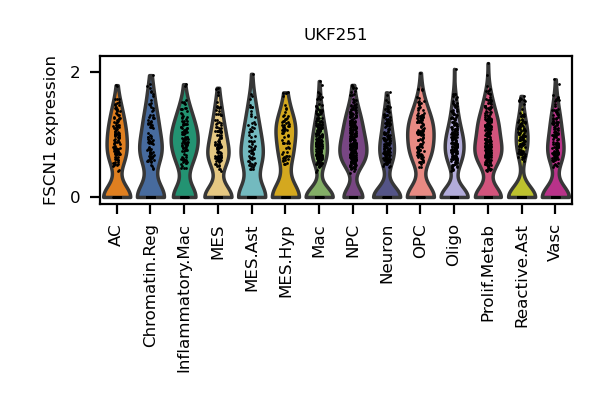 UKF251
FSCN1 expression
2
0
AC
Chromatin.Reg
Inflammatory.Mac
MES
MES.Ast
MES.Hyp
Mac
NPC
Neuron
OPC
Oligo
Prolif.Metab
Reactive.Ast
Vasc